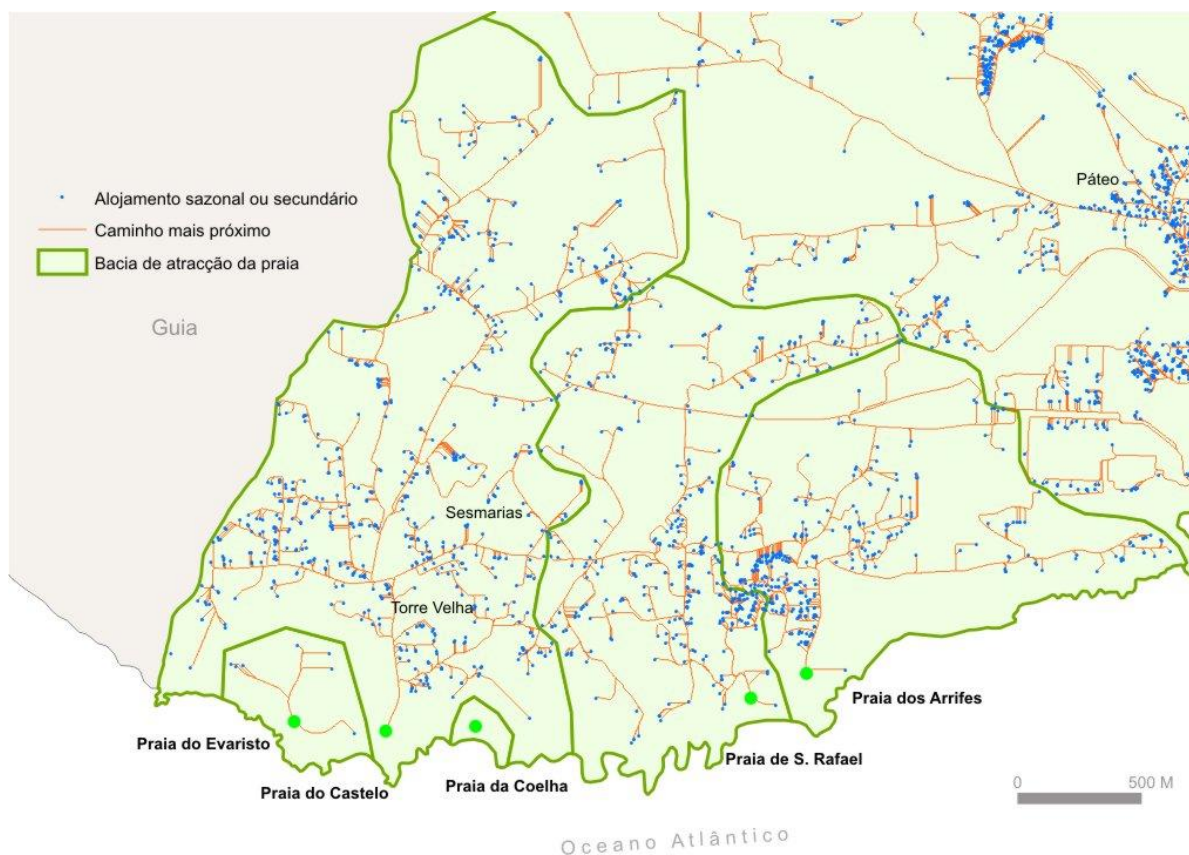 Páteo
Alojamento sazonal ou secundário
Caminho mais próximo
Bacia de atracção da praia
Guia
Sesmarias
Torre Velha
Praia dos Arrifes
Praia do Evaristo
Praia de S. Rafael
Praia da Coelha
Praia do Castelo
0 500 M
Oceano Atlântico